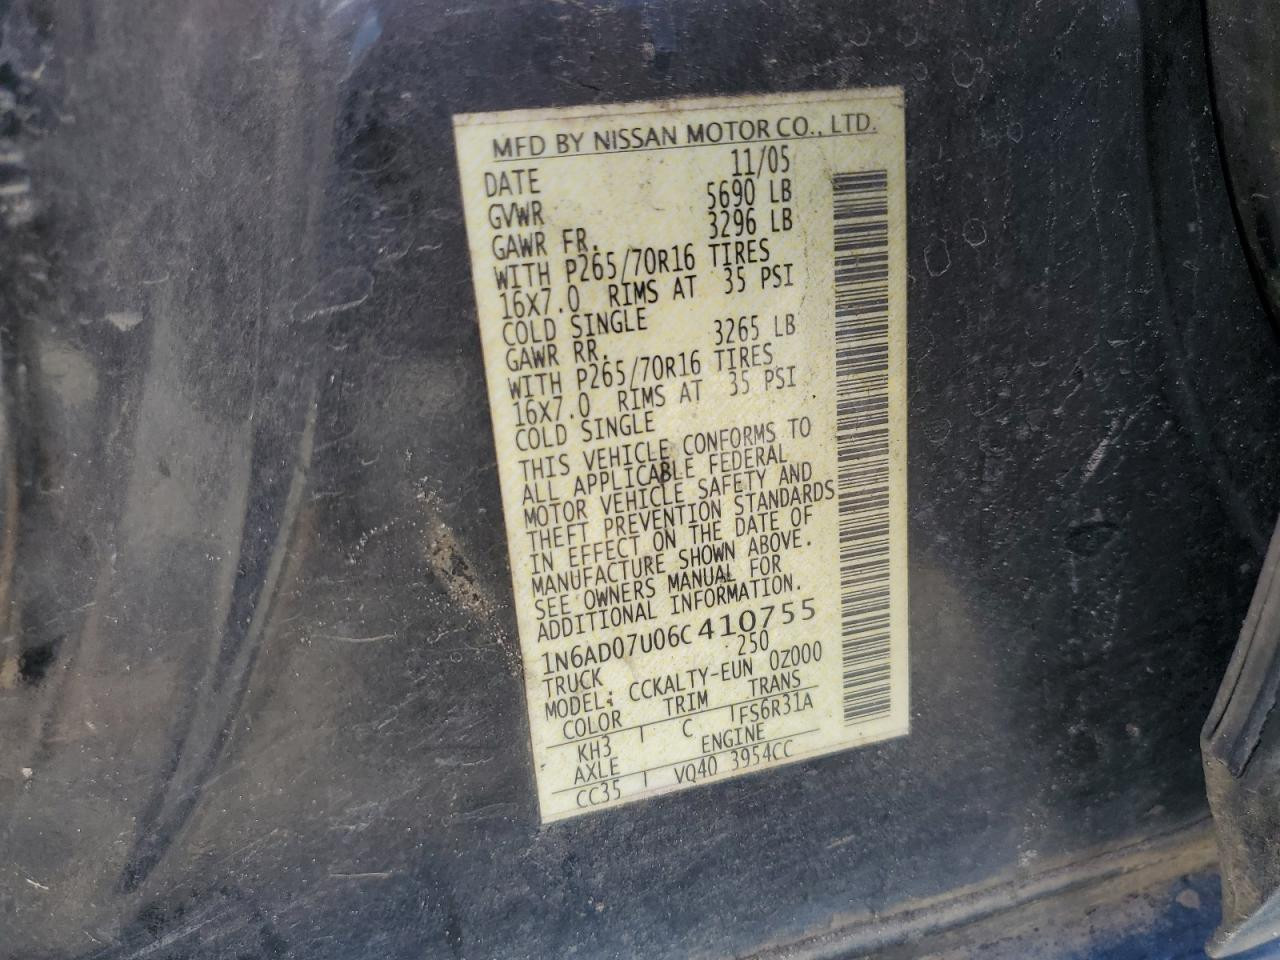 MFD BY NISSAN MOTOR CO., LTD.
DATE 11/05
GVWR 5690 LB
GAWR FR. 3296 LB
WITH P265/70R16 TIRES
16X7.0 RIMS AT 35 PSI
COLD SINGLE
GAWR RR. 3265 LB
WITH P265/70R16 TIRES
16X7.0 RIMS AT 35 PSI
COLD SINGLE
THIS VEHICLE CONFORMS TO
ALL APPLICABLE FEDERAL
MOTOR VEHICLE SAFETY AND
THEFT PREVENTION STANDARDS
IN EFFECT ON THE DATE OF
MANUFACTURE SHOWN ABOVE.
SEE OWNERS MANUAL FOR
ADDITIONAL INFORMATION.
1N6AD07U06C410755
TRUCK 250
MODEL: CCKALTY-EUN 0Z000
COLOR TRIM TRANS
KH3 C FS6R31A
AXLE ENGINE
CC35 VQ40 3954CC